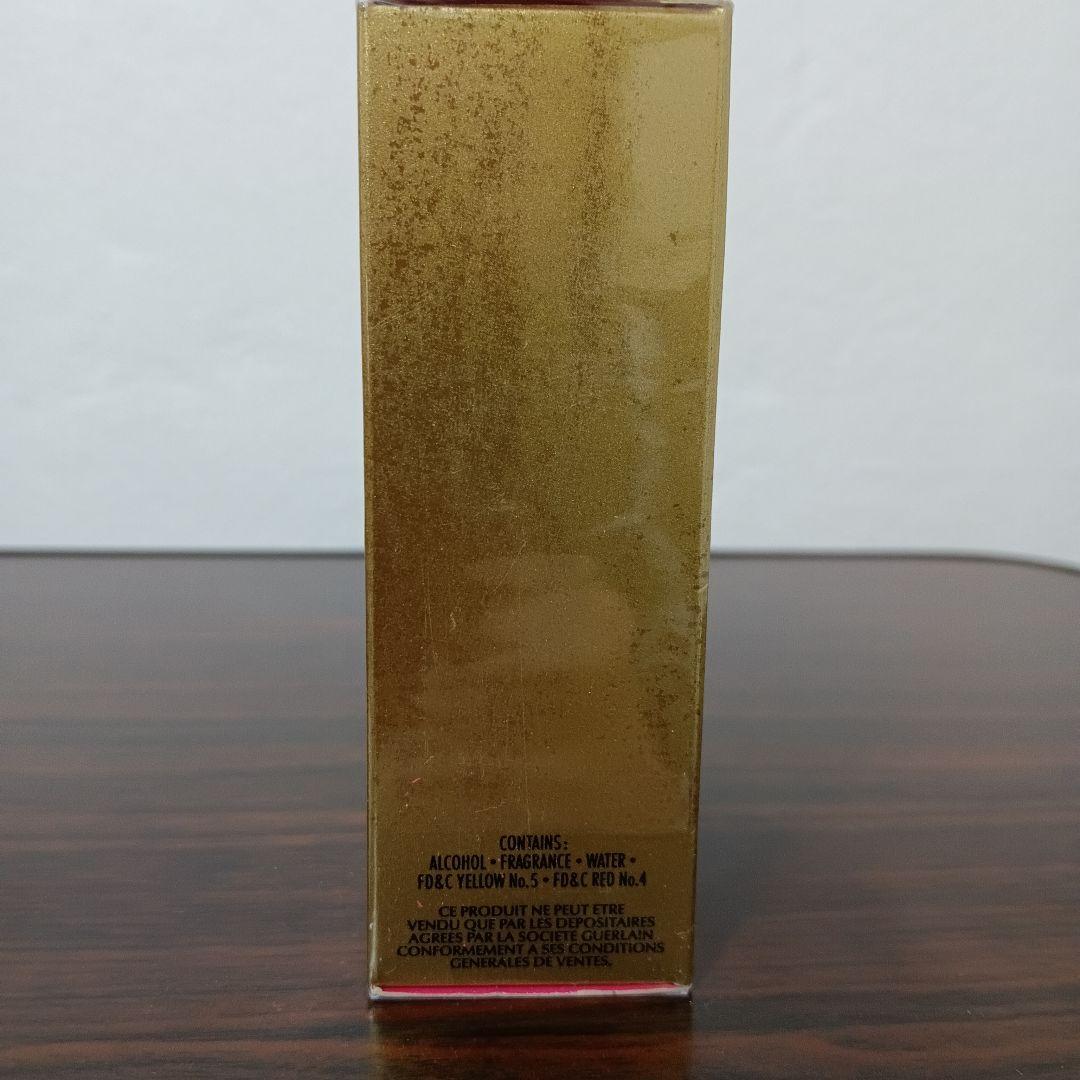 CONTAINS:
ALCOHOL • FRAGRANCE • WATER •
FD&C YELLOW No.5 • FD&C RED No.4
CE PRODUIT NE PEUT ETRE
VENDU QUE PAR LES DEPOSITAIRES
AGREES PAR LA SOCIETE GUERLAIN
CONFORMEMENT A SES CONDITIONS
GENERALES DE VENTES.